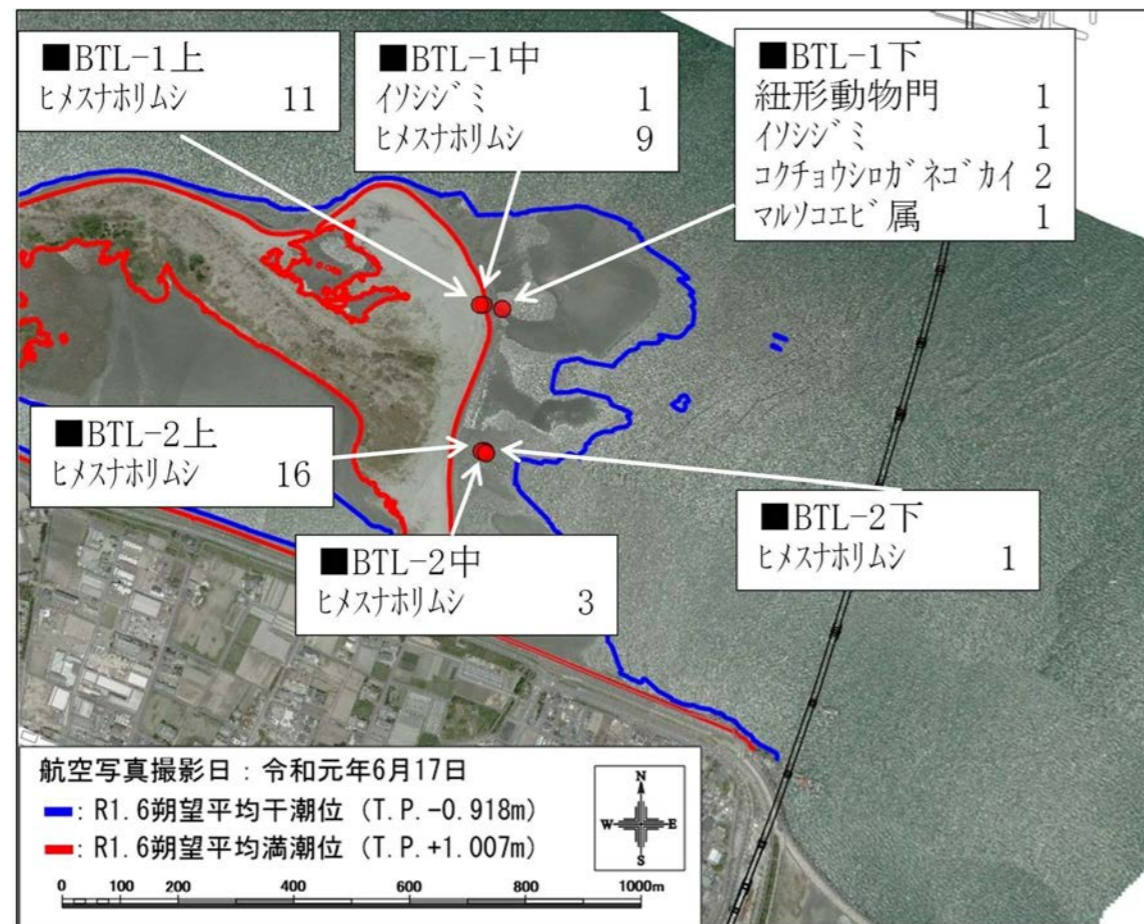 ■BTL-1上
ヒメスナホリムシ 11
■BTL-1中
イソシジミ 1
ヒメスナホリムシ 9
■BTL-1下
紐形動物門 1
イソシジミ 1
コクチョウシロガネゴカイ 2
マルソコエビ属 1
■BTL-2上
ヒメスナホリムシ 16
■BTL-2中
ヒメスナホリムシ 3
■BTL-2下
ヒメスナホリムシ 1
航空写真撮影日：令和元年6月17日
: R1.6朔望平均干潮位（T.P.-0.918m）
: R1.6朔望平均満潮位（T.P.+1.007m）
N
W E
S
0 100 200 400 600 800 1000m